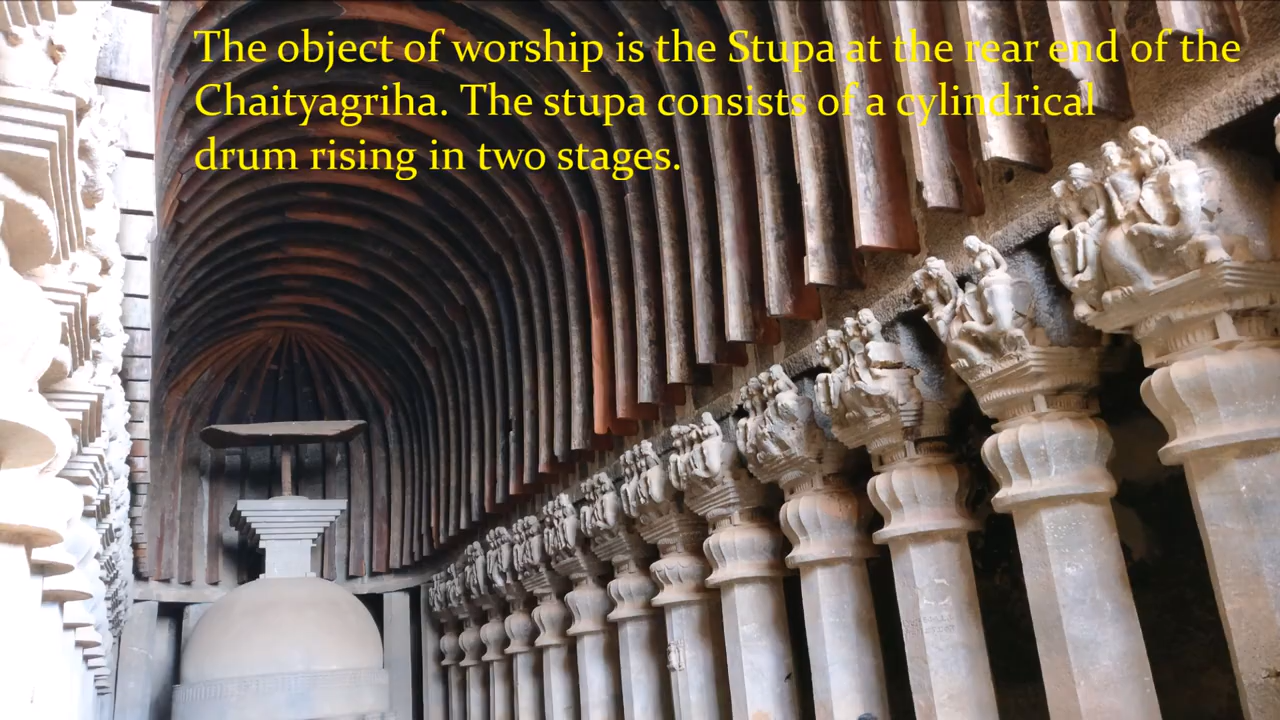 The object of worship is the Stupa at the rear end of the
Chaityagriha. The stupa consists of a cylindrical
drum rising in two stages.